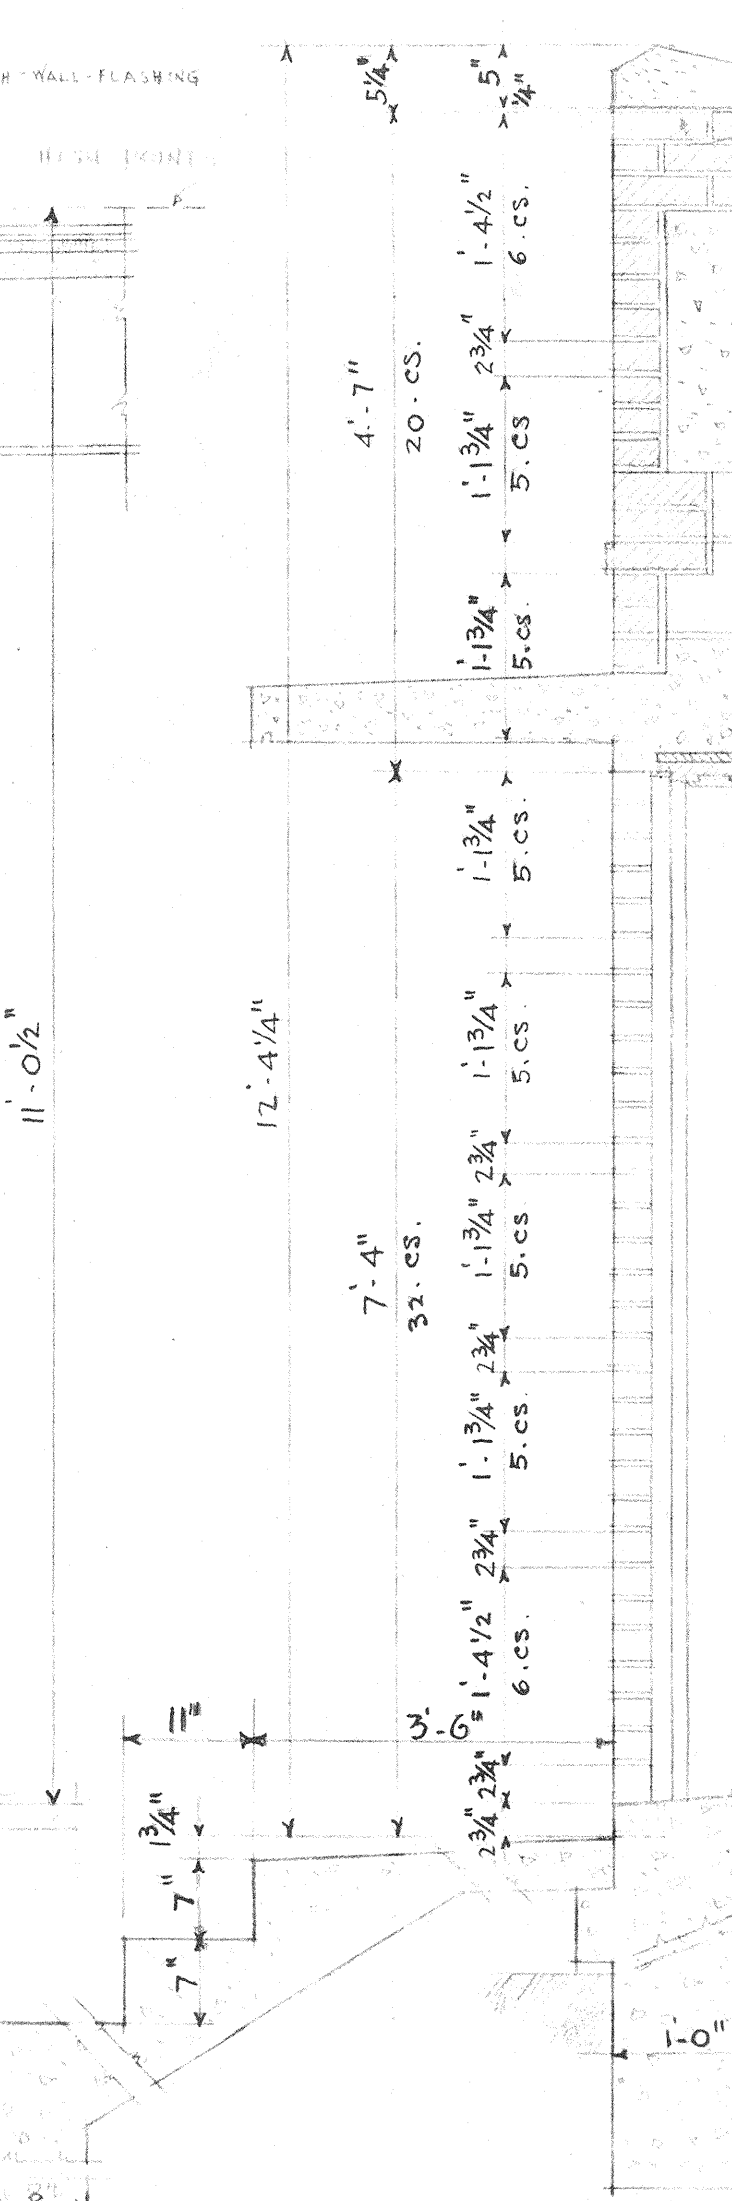 H-WALL-FLASHING
5¼"
5"
¼"
1'-4½"
6.cs.
2¾"
4'-7"
20.cs.
1'-1¾"
5.cs
1'-1¾"
5.cs.
1'-1¾"
5.cs.
11'-0½"
12'-4¼"
1'-1¾"
5.cs.
2¾"
7'-4"
32.cs.
1'-1¾"
5.cs
2¾"
1'-1¾"
5.cs.
2¾"
1'-4½"
6.cs.
11"
3'-6"
2¾"
1¾"
2¾"
7"
7"
1'-0"